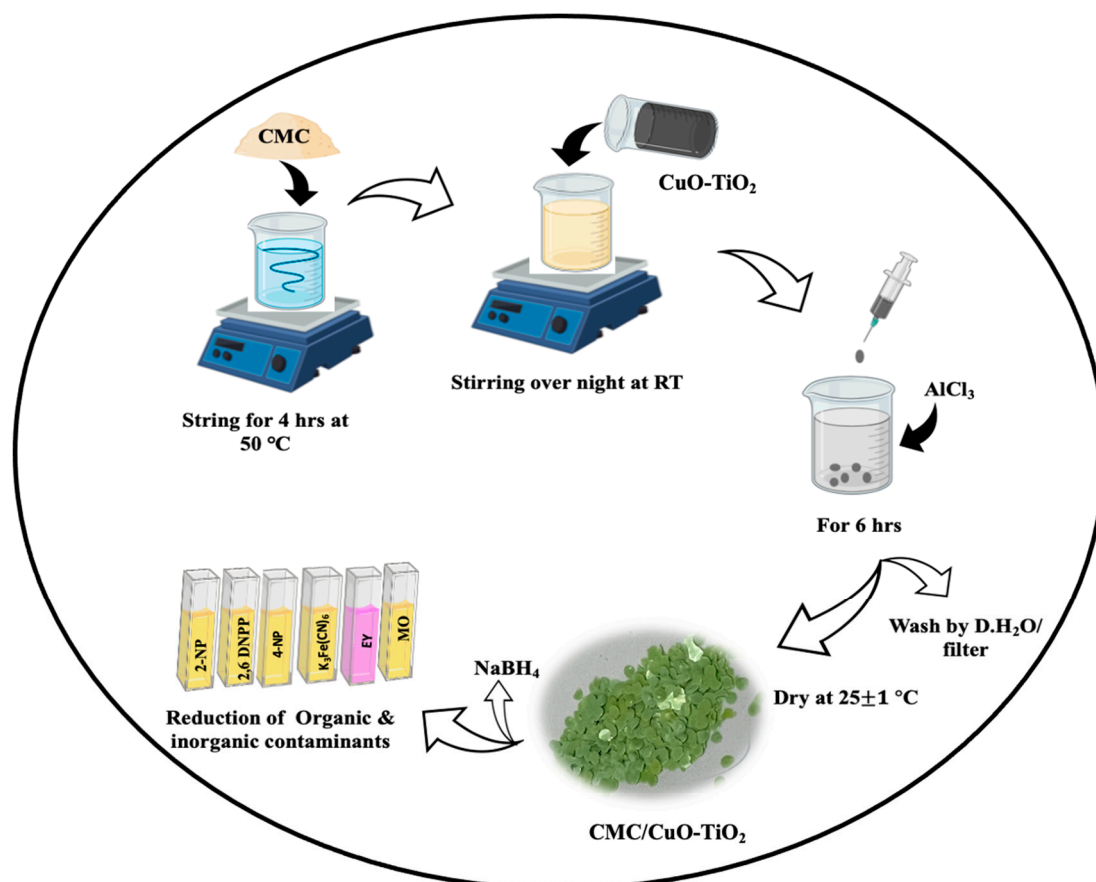 CMC
CuO-TiO₂
String for 4 hrs at
50 °C
Stirring over night at RT
AlCl₃
For 6 hrs
Wash by D.H₂O/
filter
Dry at 25±1 °C
CMC/CuO-TiO₂
NaBH₄
2-NP
2,6 DNPP
4-NP
K₃Fe(CN)₆
EY
MO
Reduction of Organic &
inorganic contaminants